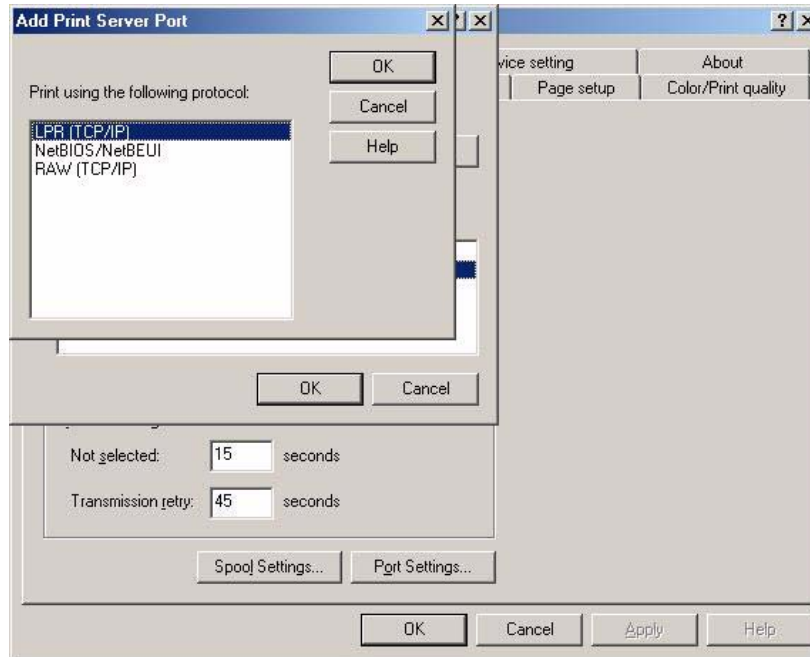 Add Print Server Port
OK
Print using the following protocol:
Cancel
LPR (TCP/IP)
NetBIOS/NetBEUI
RAW (TCP/IP)
Help
vice setting
About
Page setup
Color/Print quality
OK
Cancel
Not selected:
15
seconds
Transmission retry:
45
seconds
Spool Settings...
Port Settings...
OK
Cancel
Apply
Help